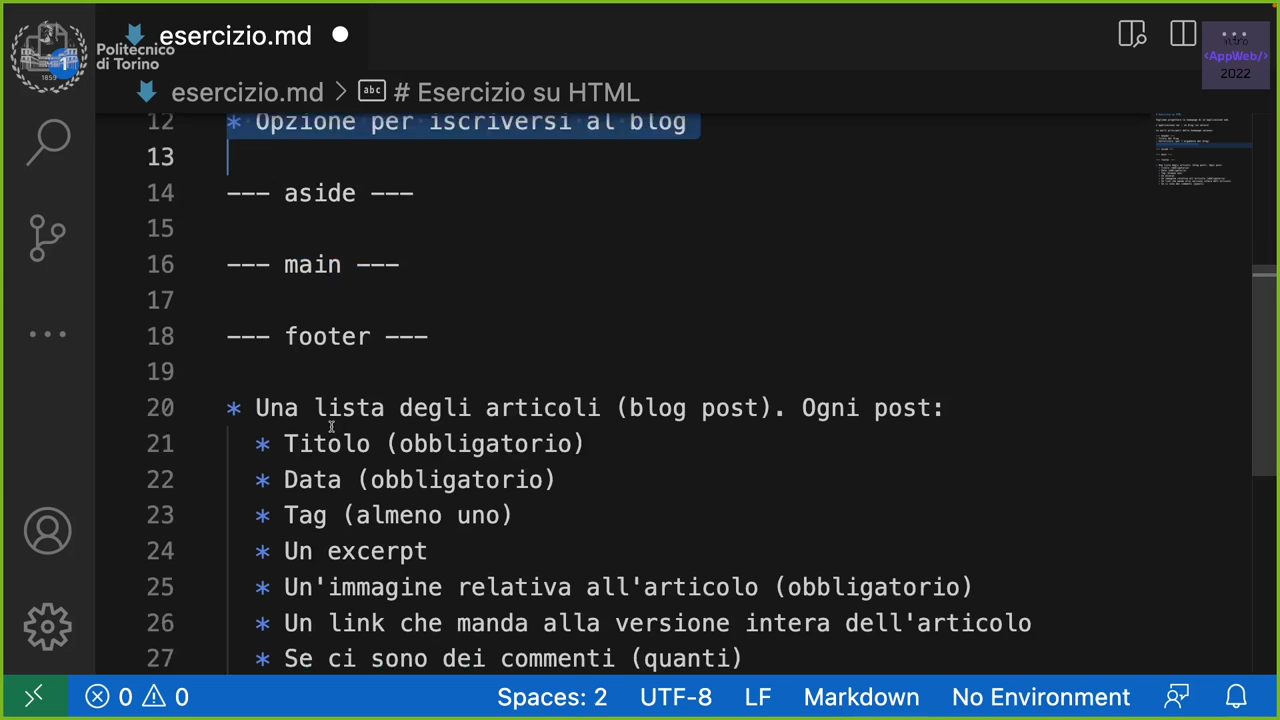 esercizio.md
Politecnico
di Torino
1859
1
intro
<AppWeb/>
2022
esercizio.md > abc # Esercizio su HTML
12 * Opzione per iscriversi al blog
13
14 --- aside ---
15
16 --- main ---
17
18 --- footer ---
19
20 * Una lista degli articoli (blog post). Ogni post:
21 * Titolo (obbligatorio)
22 * Data (obbligatorio)
23 * Tag (almeno uno)
24 * Un excerpt
25 * Un'immagine relativa all'articolo (obbligatorio)
26 * Un link che manda alla versione intera dell'articolo
27 * Se ci sono dei commenti (quanti)
0 0 Spaces: 2 UTF-8 LF Markdown No Environment